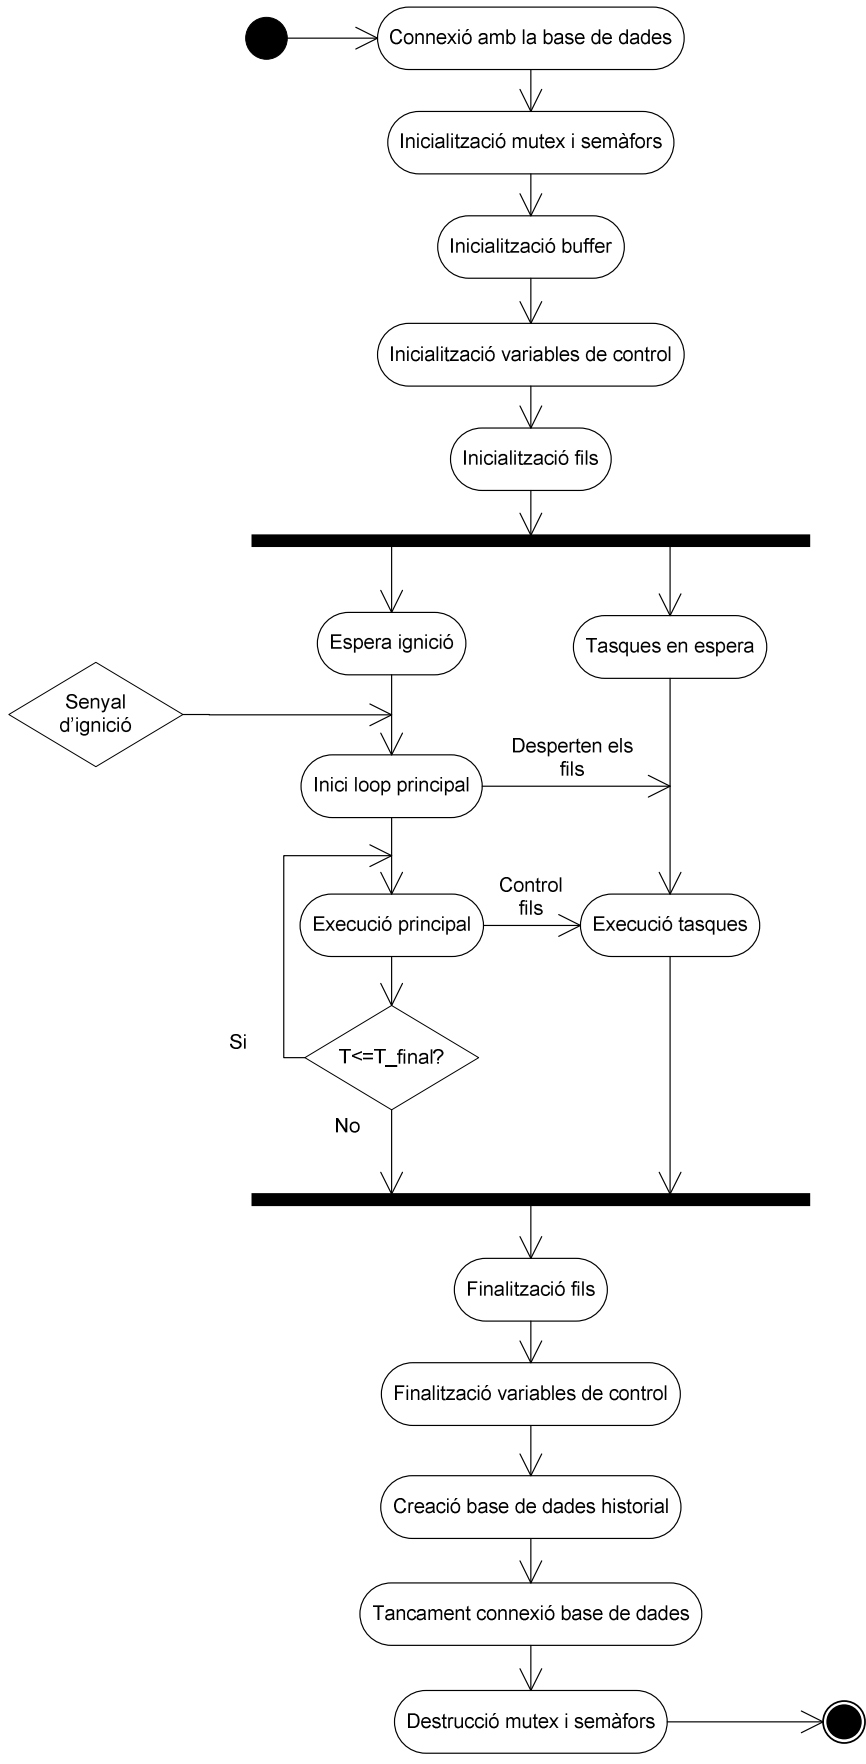 Connexió amb la base de dades
Inicialització mutex i semàfors
Inicialització buffer
Inicialització variables de control
Inicialització fils
Espera ignició
Tasques en espera
Senyal
d'ignició
Desperten els
fils
Inici loop principal
Control
fils
Execució principal
Execució tasques
Si
T<=T_final?
No
Finalització fils
Finalització variables de control
Creació base de dades historial
Tancament connexió base de dades
Destrucció mutex i semàfors